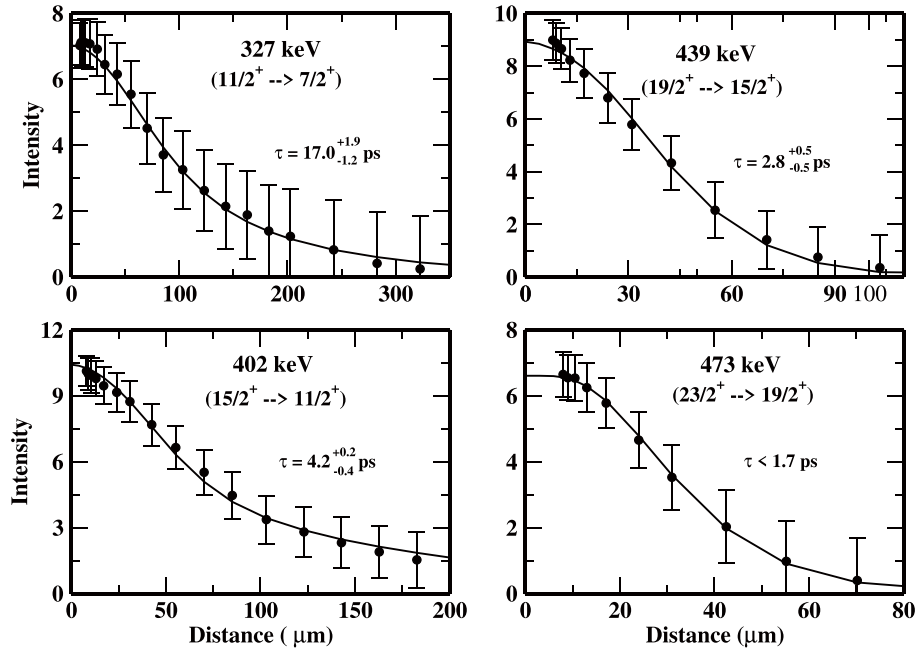 8
6
4
2
0
Intensity
327 keV
(11/2+ --> 7/2+)
τ = 17.0 +1.9 -1.2 ps
0 100 200 300
10
8
6
4
2
0
439 keV
(19/2+ --> 15/2+)
τ = 2.8 +0.5 -0.5 ps
0 30 60 90 100
12
9
6
3
0
Intensity
402 keV
(15/2+ --> 11/2+)
τ = 4.2 +0.2 -0.4 ps
0 50 100 150 200
Distance ( μm)
8
6
4
2
0
473 keV
(23/2+ --> 19/2+)
τ < 1.7 ps
0 20 40 60 80
Distance (μm)